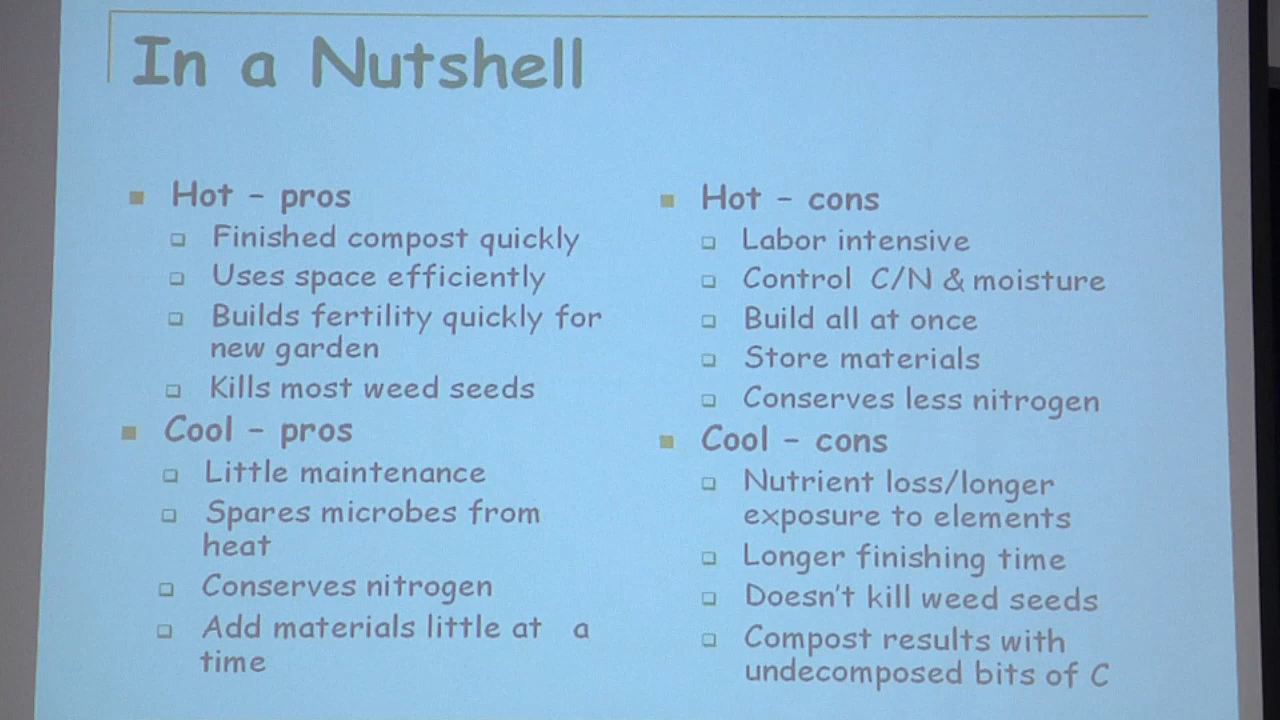 In a Nutshell
Hot - pros
Finished compost quickly
Uses space efficiently
Builds fertility quickly for
new garden
Kills most weed seeds
Cool - pros
Little maintenance
Spares microbes from
heat
Conserves nitrogen
Add materials little at a
time
Hot - cons
Labor intensive
Control C/N & moisture
Build all at once
Store materials
Conserves less nitrogen
Cool - cons
Nutrient loss/longer
exposure to elements
Longer finishing time
Doesn't kill weed seeds
Compost results with
undecomposed bits of C